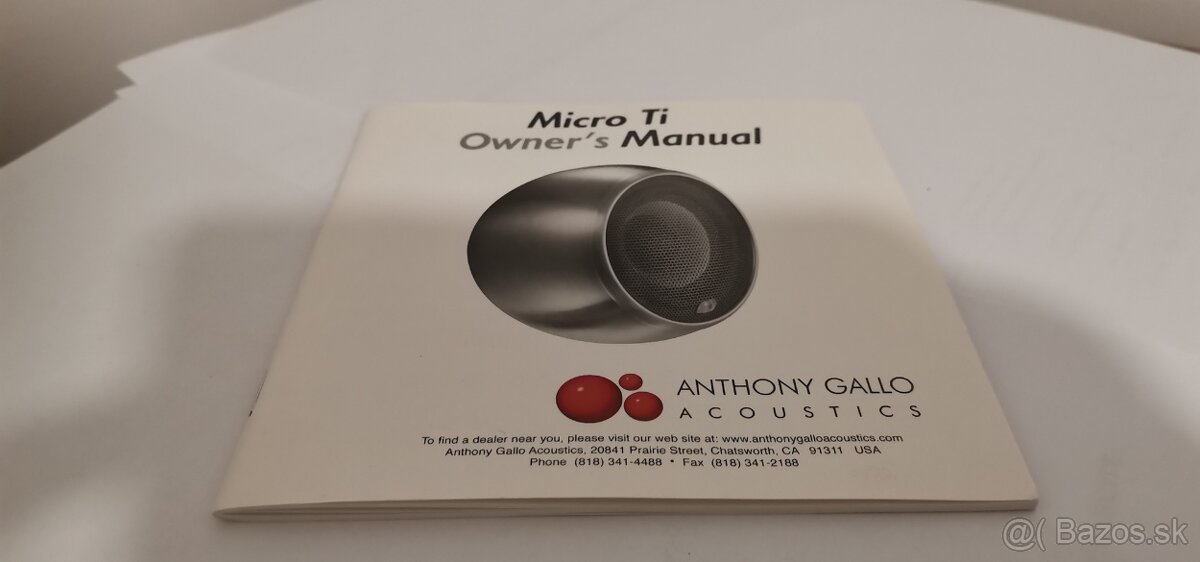 Micro Ti
Owner's Manual
ANTHONY GALLO
ACOUSTICS
To find a dealer near you, please visit our web site at: www.anthonygalloacoustics.com
Anthony Gallo Acoustics, 20841 Prairie Street, Chatsworth, CA 91311 USA
Phone (818) 341-4488 • Fax (818) 341-2188
@( Bazos.sk